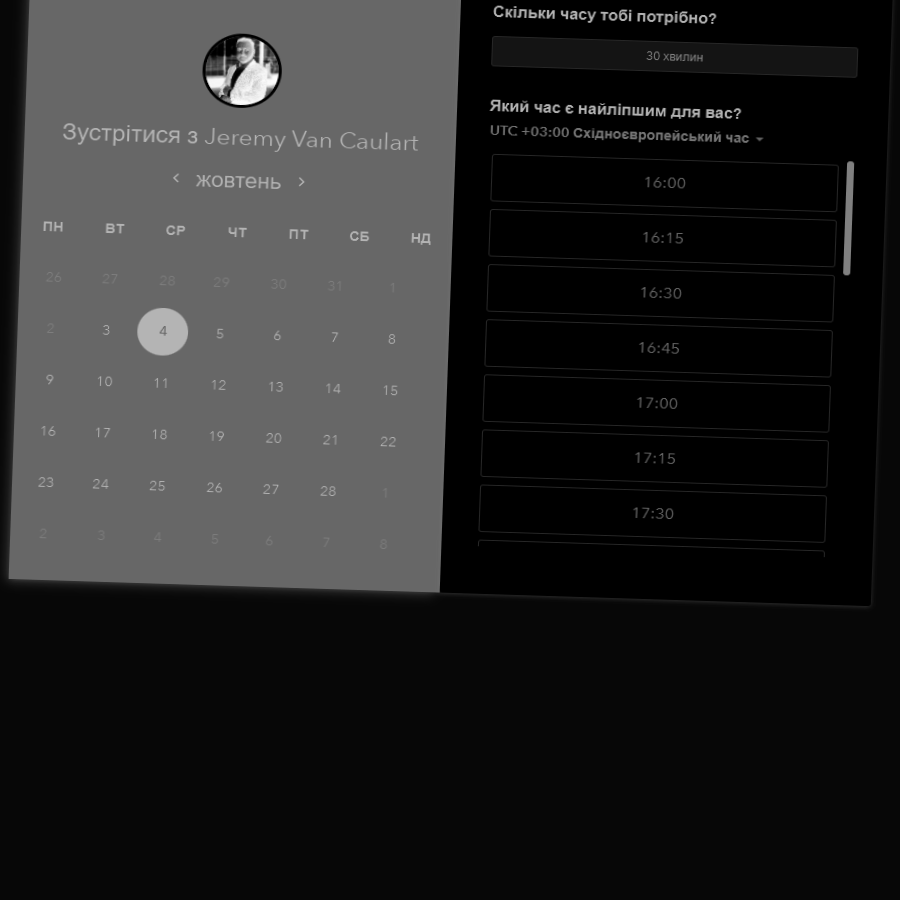 Зустрітися з Jeremy Van Caulart
жовтень
ПН ВТ СР ЧТ ПТ СБ НД
26 27 28 29 30 31 1
2 3 4 5 6 7 8
9 10 11 12 13 14 15
16 17 18 19 20 21 22
23 24 25 26 27 28 1
2 3 4 5 6 7 8
Скільки часу тобі потрібно?
30 хвилин
Який час є найліпшим для вас?
UTC +03:00 Східноєвропейський час
16:00
16:15
16:30
16:45
17:00
17:15
17:30